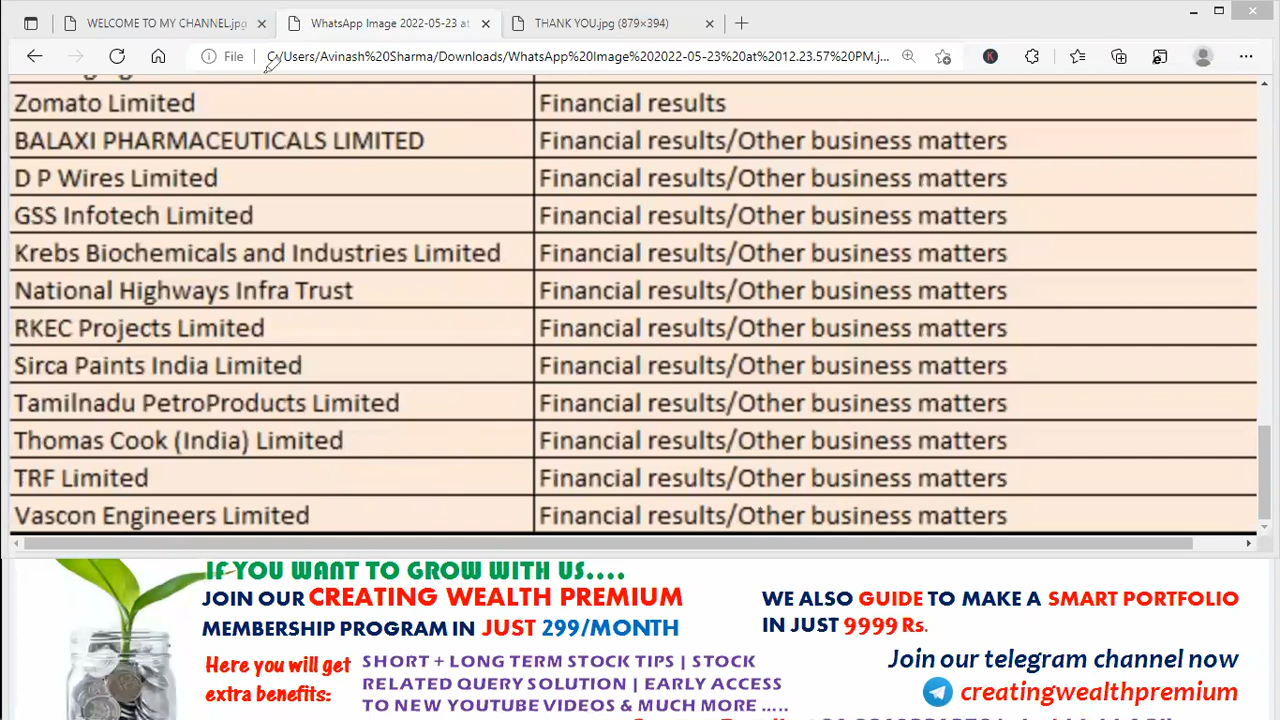 WELCOME TO MY CHANNEL.jpg
WhatsApp Image 2022-05-23 at
THANK YOU.jpg (879×394)
File
C:/Users/Avinash%20Sharma/Downloads/WhatsApp%20Image%202022-05-23%20at%2012.23.57%20PM.j...
Zomato Limited Financial results
BALAXI PHARMACEUTICALS LIMITED Financial results/Other business matters
D P Wires Limited Financial results/Other business matters
GSS Infotech Limited Financial results/Other business matters
Krebs Biochemicals and Industries Limited Financial results/Other business matters
National Highways Infra Trust Financial results/Other business matters
RKEC Projects Limited Financial results/Other business matters
Sirca Paints India Limited Financial results/Other business matters
Tamilnadu PetroProducts Limited Financial results/Other business matters
Thomas Cook (India) Limited Financial results/Other business matters
TRF Limited Financial results/Other business matters
Vascon Engineers Limited Financial results/Other business matters
IF YOU WANT TO GROW WITH US....
JOIN OUR CREATING WEALTH PREMIUM
MEMBERSHIP PROGRAM IN JUST 299/MONTH
Here you will get
extra benefits:
SHORT + LONG TERM STOCK TIPS | STOCK
RELATED QUERY SOLUTION | EARLY ACCESS
TO NEW YOUTUBE VIDEOS & MUCH MORE .....
WE ALSO GUIDE TO MAKE A SMART PORTFOLIO
IN JUST 9999 Rs.
Join our telegram channel now
creatingwealthpremium